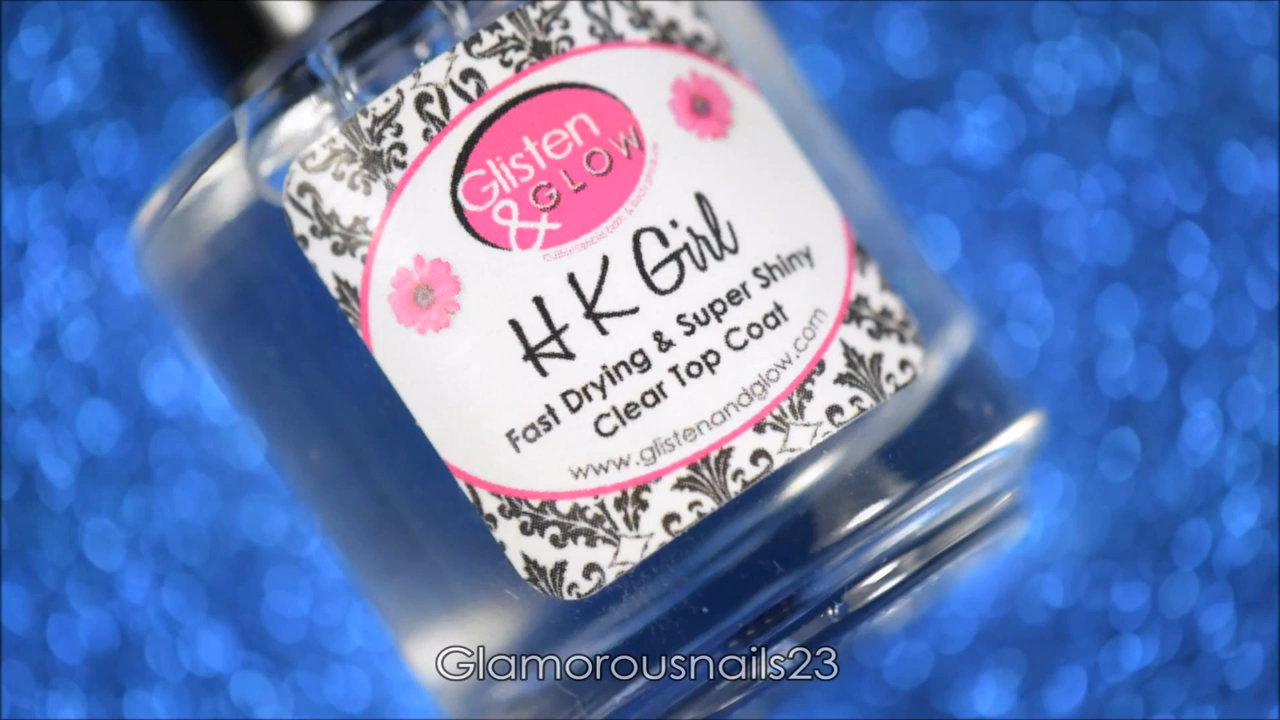 Glisten
& GLOW
HK Girl
Fast Drying & Super Shiny
Clear Top Coat
www.glistenandglow.com
Glamorousnails23